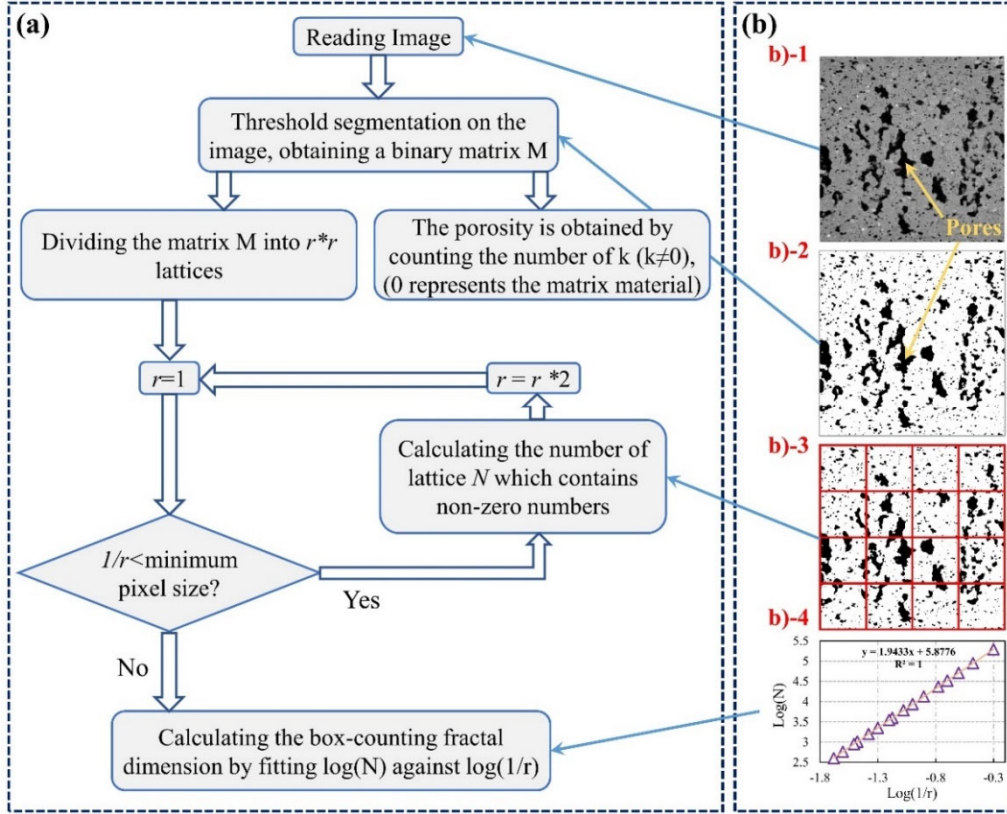 (a)
Reading Image
Threshold segmentation on the
image, obtaining a binary matrix M
Dividing the matrix M into r*r
lattices
The porosity is obtained by
counting the number of k (k≠0),
(0 represents the matrix material)
r=1
r = r *2
Calculating the number of
lattice N which contains
non-zero numbers
1/r<minimum
pixel size?
Yes
No
Calculating the box-counting fractal
dimension by fitting log(N) against log(1/r)
(b)
b)-1
Pores
b)-2
b)-3
b)-4
y = 1.9433x + 5.8776
R² = 1
Log(N)
5.5
5
4.5
4
3.5
3
2.5
-1.8
-1.3
-0.8
-0.3
Log(1/r)